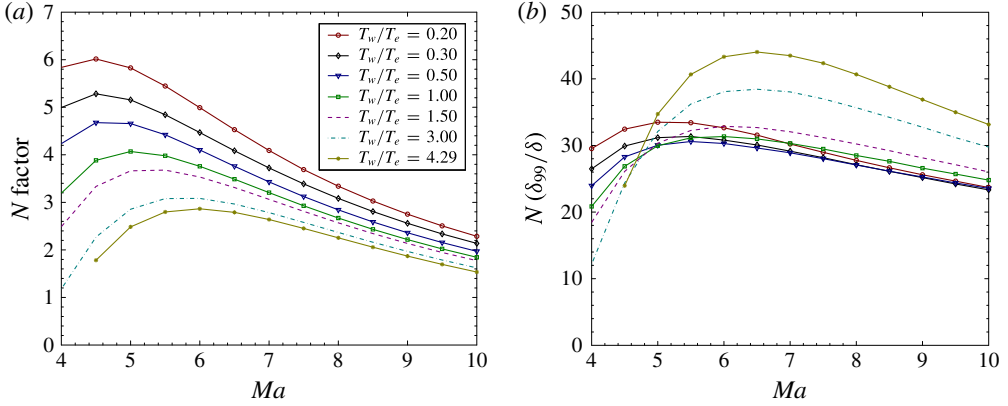 (a)
7
6
5
4
3
2
1
0
N factor
4 5 6 7 8 9 10
Ma
T_w/T_e = 0.20
T_w/T_e = 0.30
T_w/T_e = 0.50
T_w/T_e = 1.00
T_w/T_e = 1.50
T_w/T_e = 3.00
T_w/T_e = 4.29
(b)
50
40
30
20
10
0
N (δ_99/δ)
4 5 6 7 8 9 10
Ma